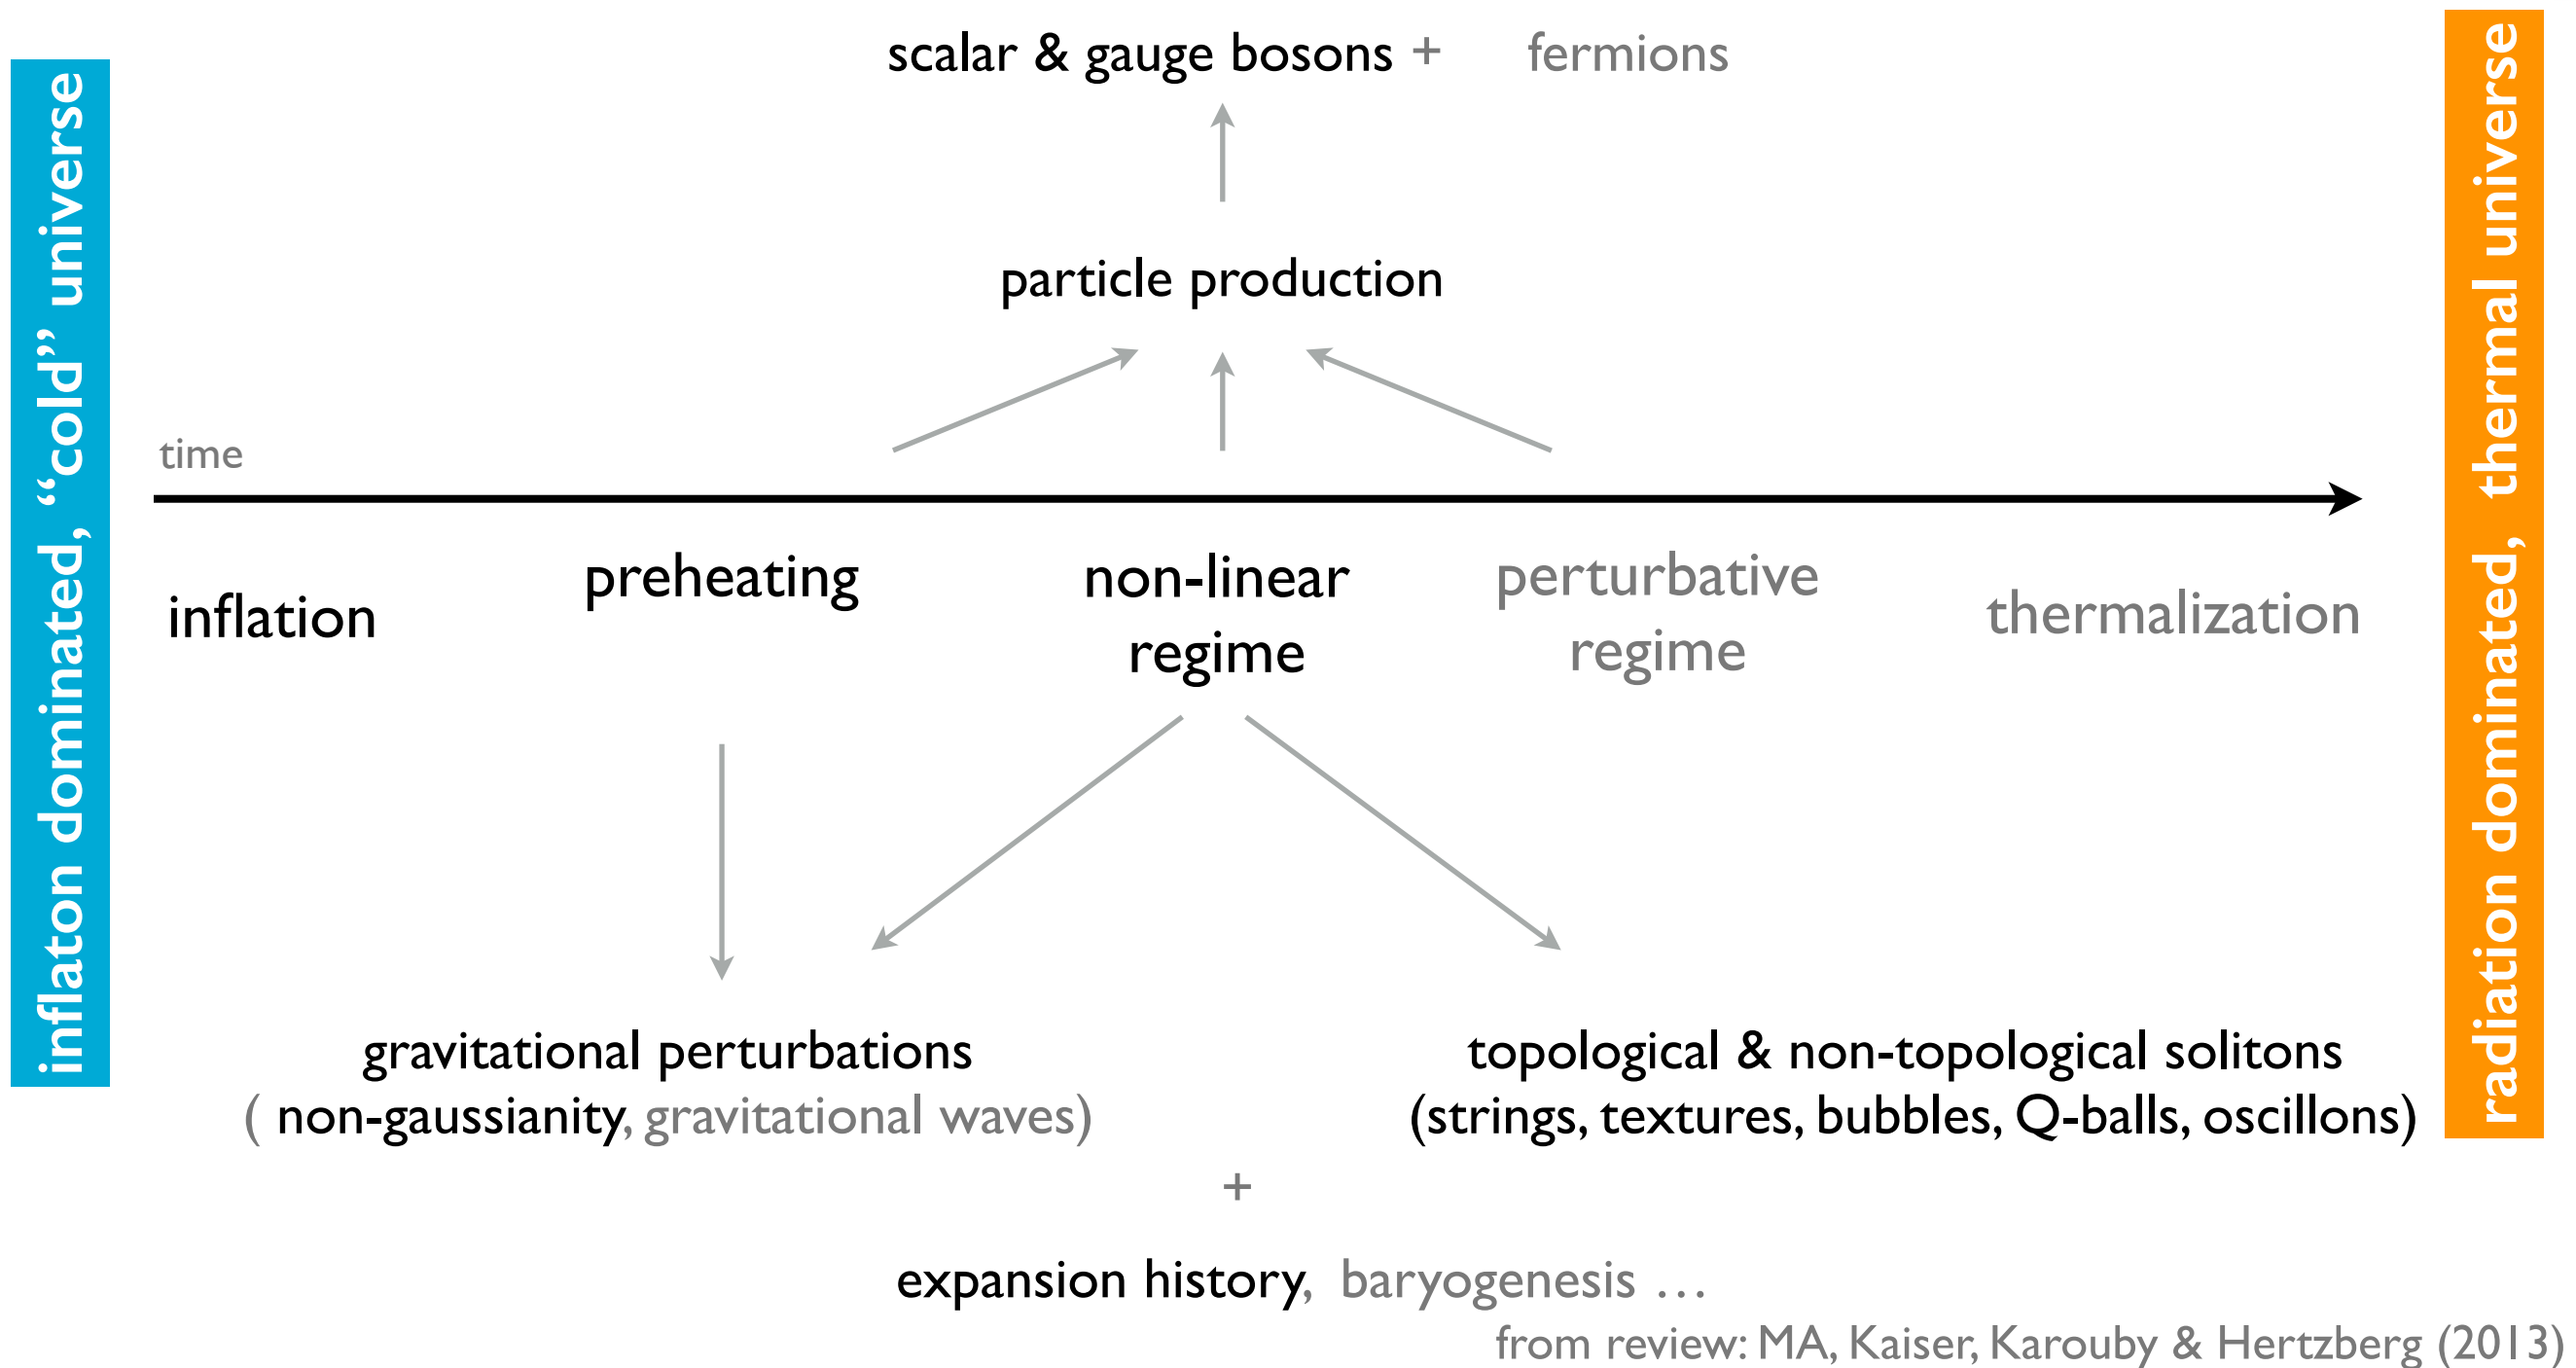 inflaton dominated, “cold” universe
scalar & gauge bosons + fermions
particle production
time
inflation
preheating
non-linear
regime
perturbative
regime
thermalization
gravitational perturbations
( non-gaussianity, gravitational waves)
topological & non-topological solitons
(strings, textures, bubbles, Q-balls, oscillons)
+
expansion history, baryogenesis …
from review: MA, Kaiser, Karouby & Hertzberg (2013)
radiation dominated, thermal universe